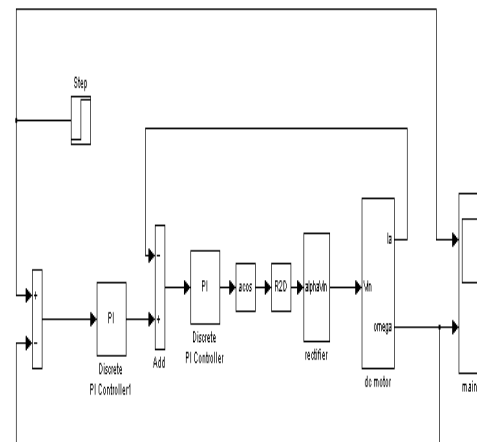 Step
+
-
PI
Discrete
PI Controller1
-
+
Add
PI
Discrete
PI Controller
acos
R2D
alphaVin
rectifier
Vin
Ia
omega
dc motor
main